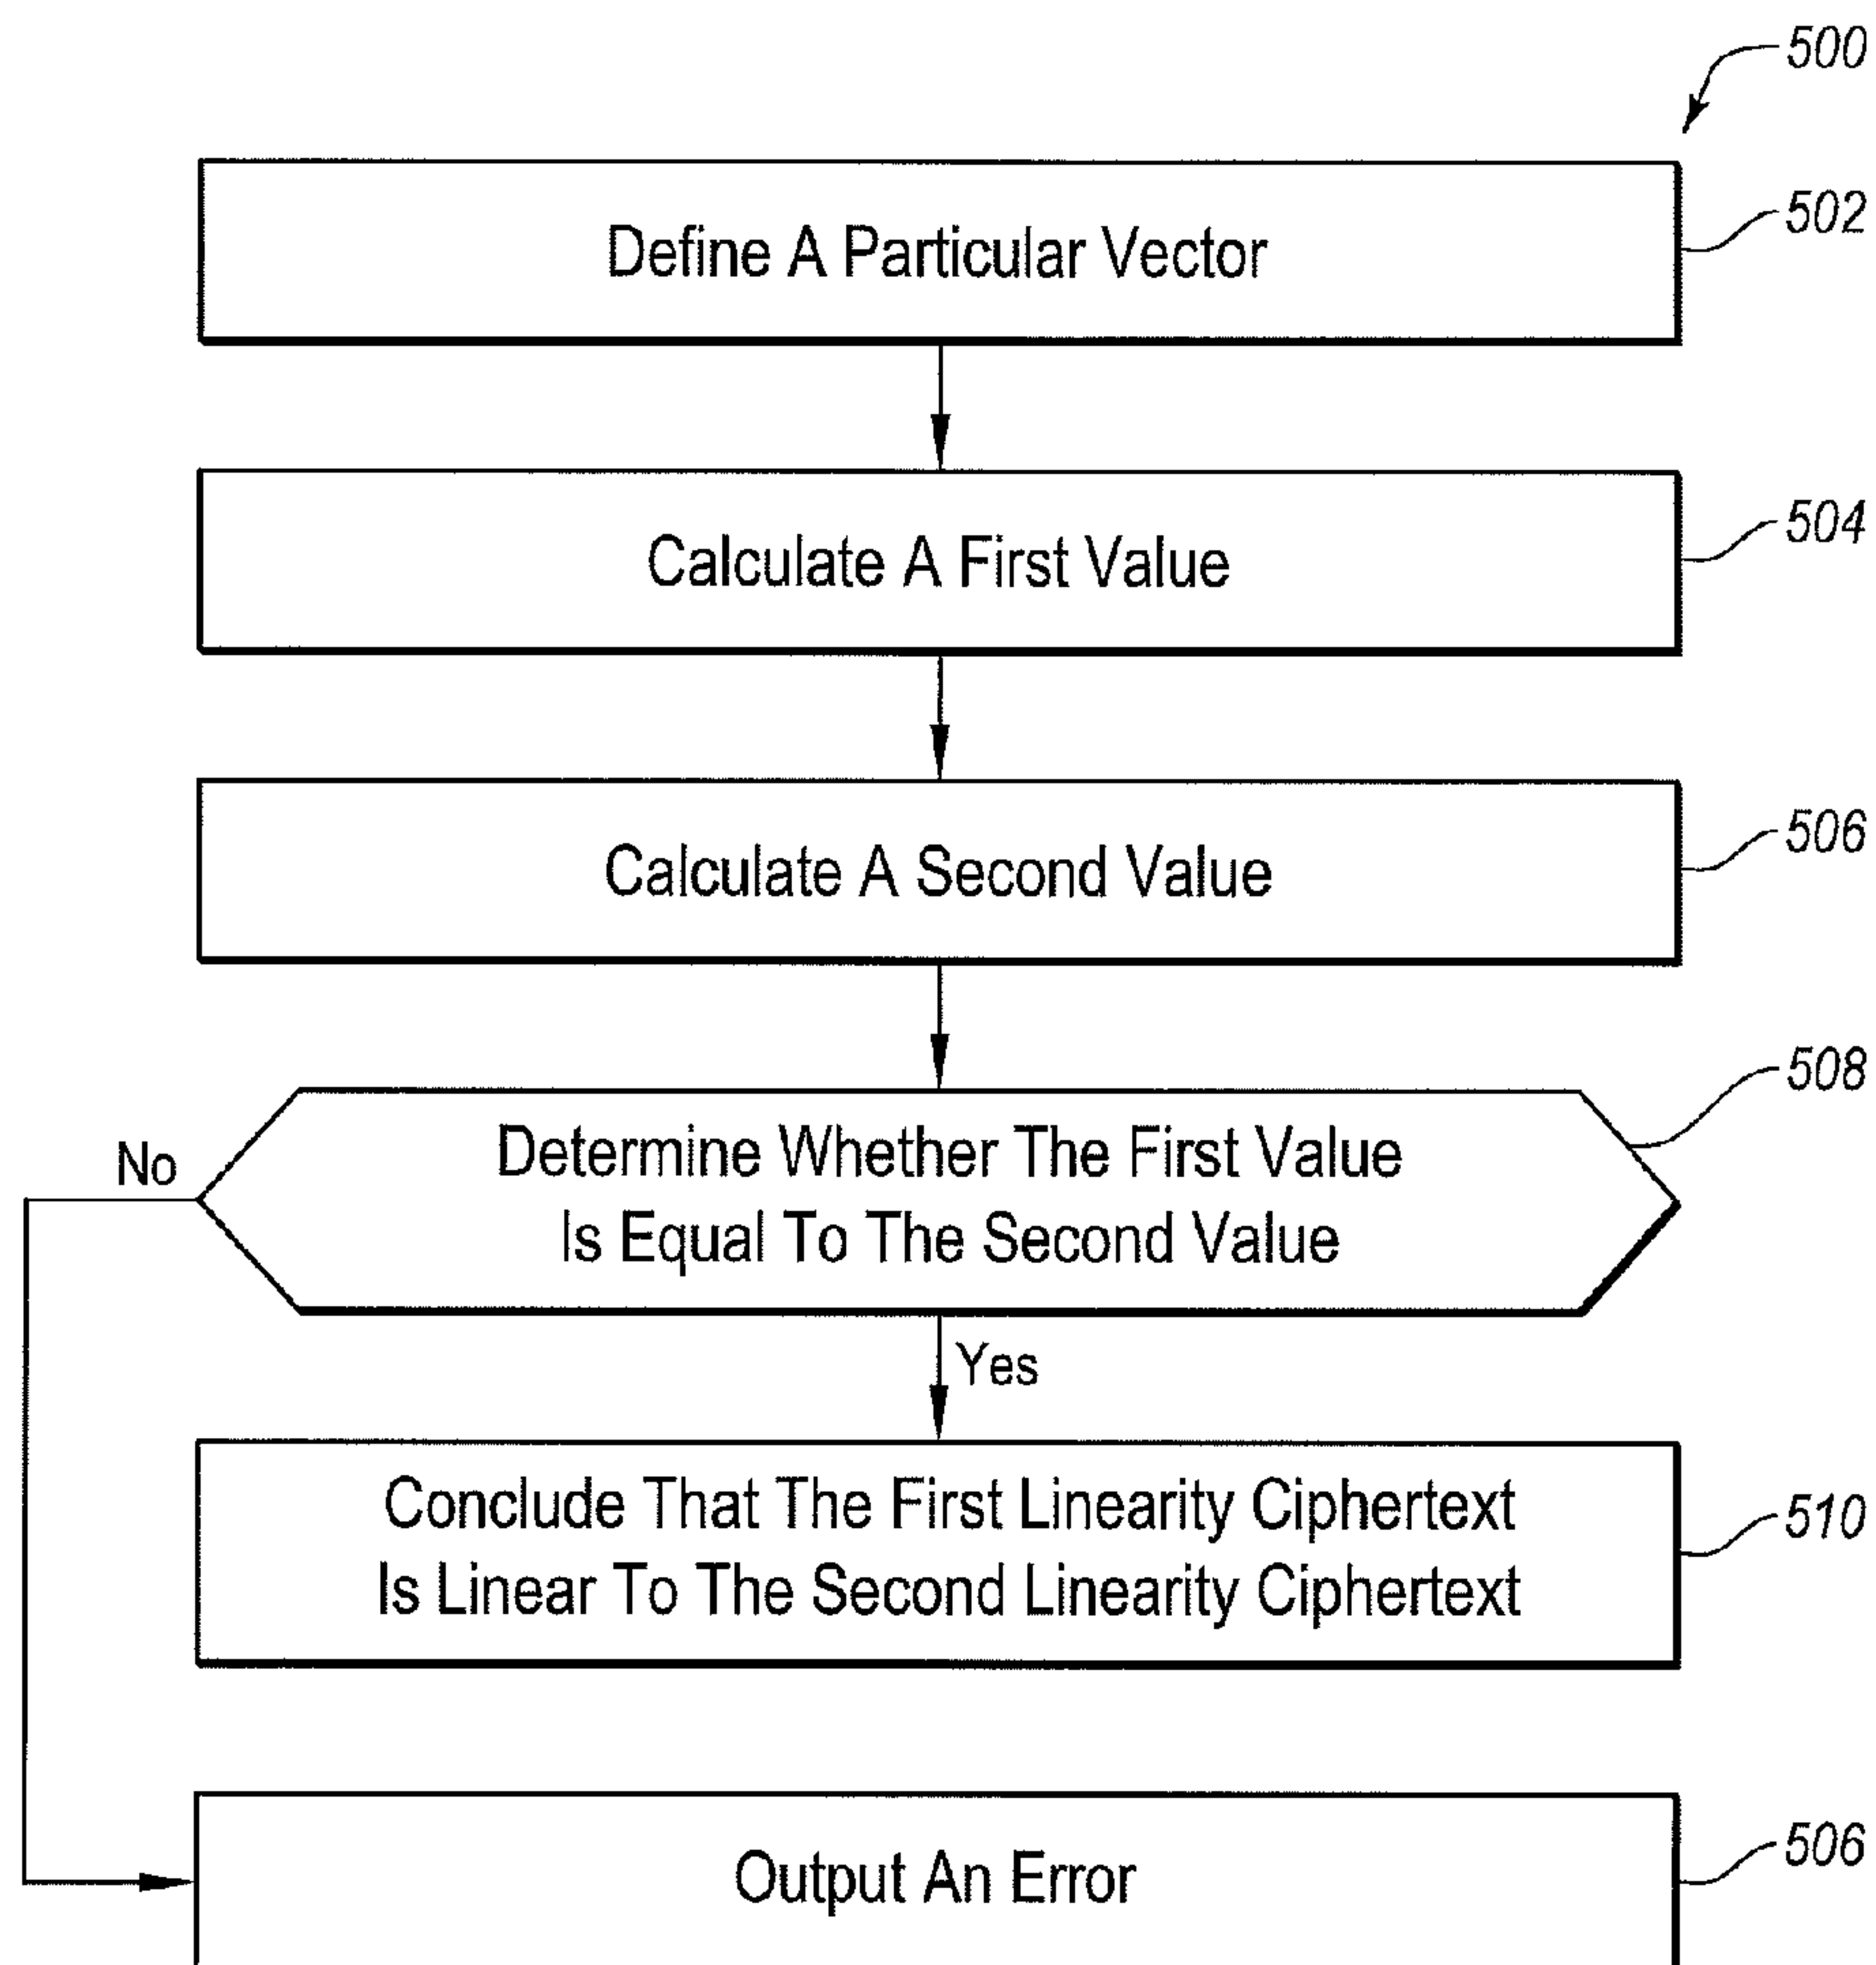 500
Define A Particular Vector
502
Calculate A First Value
504
Calculate A Second Value
506
Determine Whether The First Value
Is Equal To The Second Value
508
No
Yes
Conclude That The First Linearity Ciphertext
Is Linear To The Second Linearity Ciphertext
510
Output An Error
506